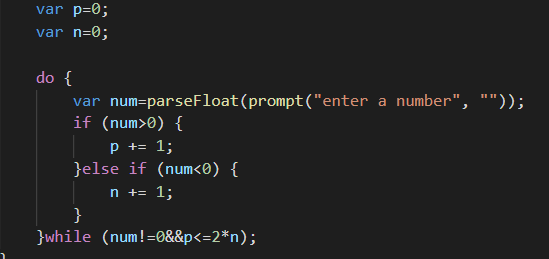 var p=0;
var n=0;
do {
var num=parseFloat(prompt("enter a number", ""));
if (num>0) {
p += 1;
}else if (num<0) {
n += 1;
}
}while (num!=0&&p<=2*n);
}